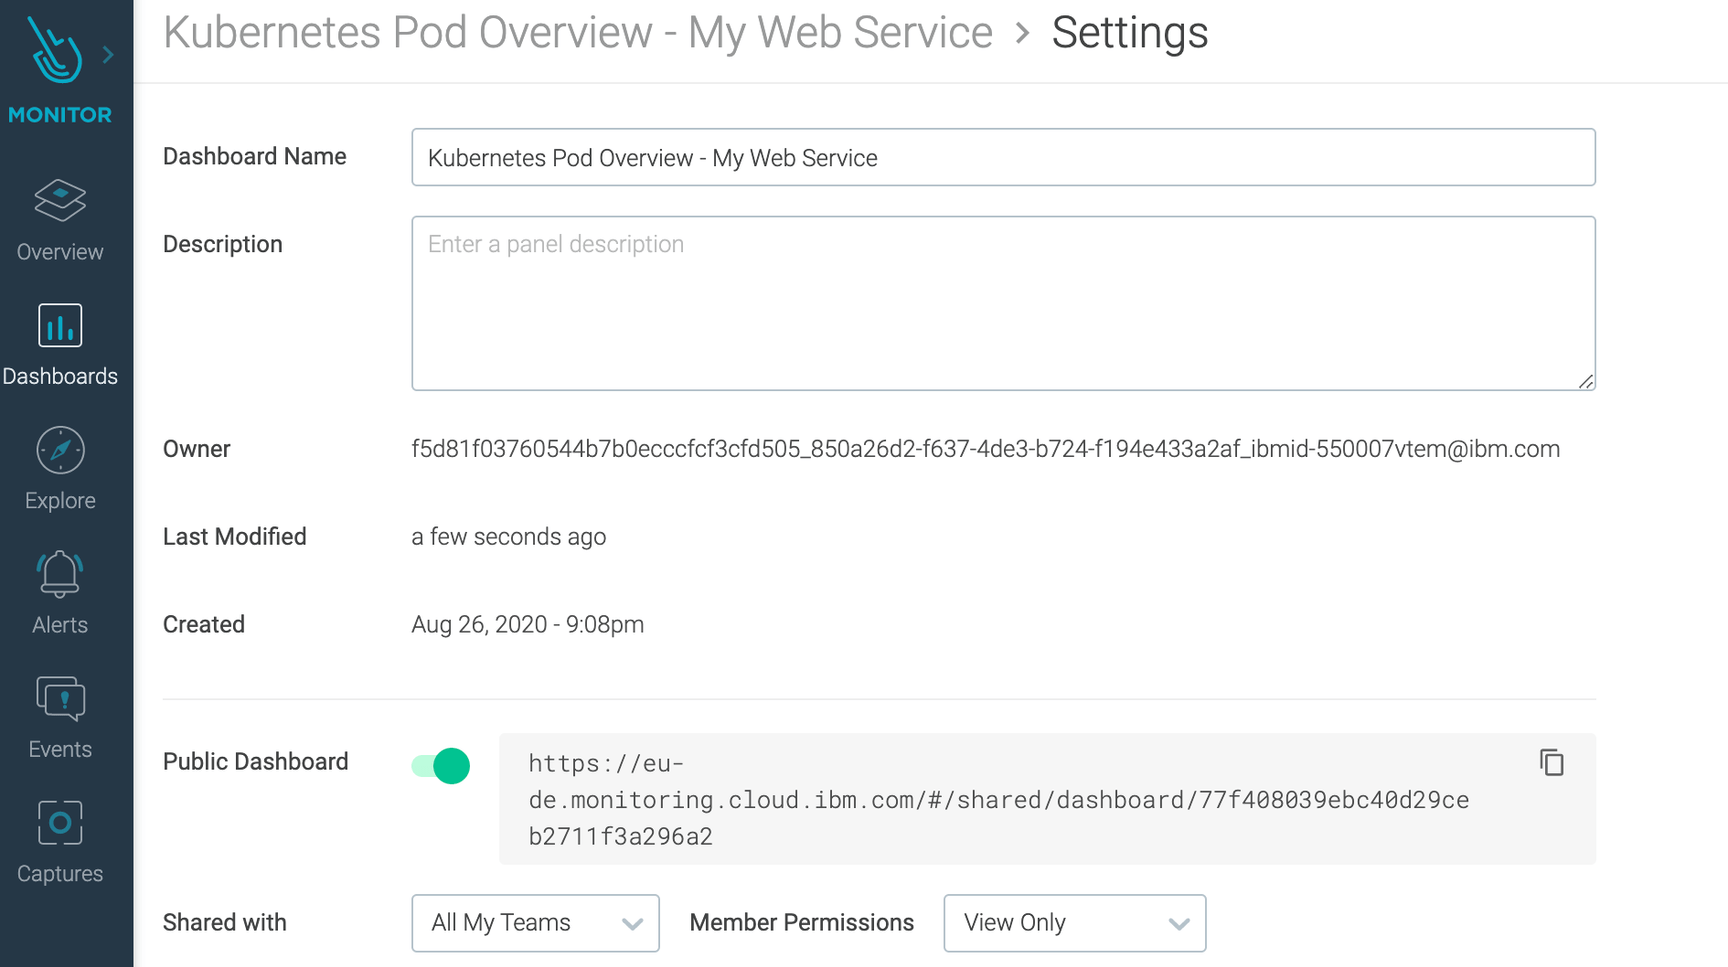 Kubernetes Pod Overview - My Web Service > Settings
MONITOR
Overview
Dashboards
Explore
Alerts
Events
Captures
Dashboard Name
Kubernetes Pod Overview - My Web Service
Description
Enter a panel description
Owner
f5d81f03760544b7b0ecccfcf3cfd505_850a26d2-f637-4de3-b724-f194e433a2af_ibmid-550007vtem@ibm.com
Last Modified
a few seconds ago
Created
Aug 26, 2020 - 9:08pm
Public Dashboard
https://eu-
de.monitoring.cloud.ibm.com/#/shared/dashboard/77f408039ebc40d29ce
b2711f3a296a2
Shared with
All My Teams
Member Permissions
View Only